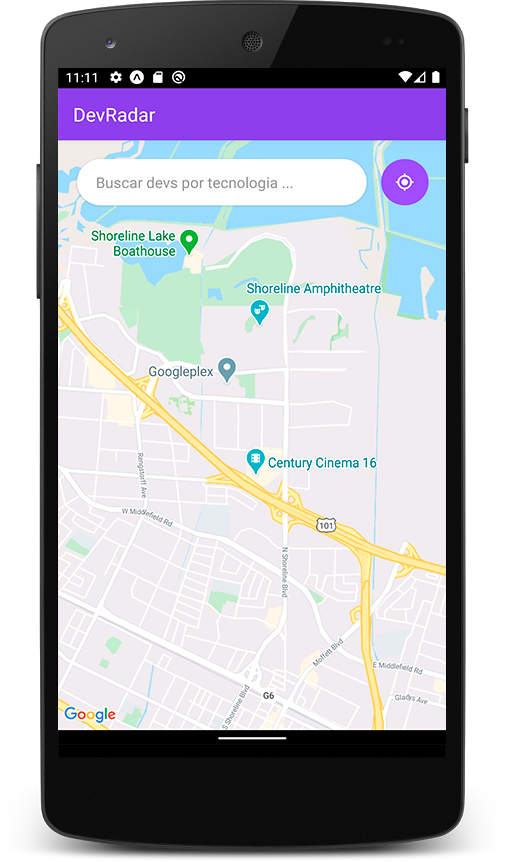 11:11
DevRadar
Buscar devs por tecnologia ...
Shoreline Lake
Boathouse
Shoreline Amphitheatre
Googleplex
Century Cinema 16
Rengstorff Ave
W Middlefield Rd
101
N Shoreline Blvd
Moffett Blvd
E Middlefield Rd
G6
Gladys Ave
S Shoreline Blvd
Google